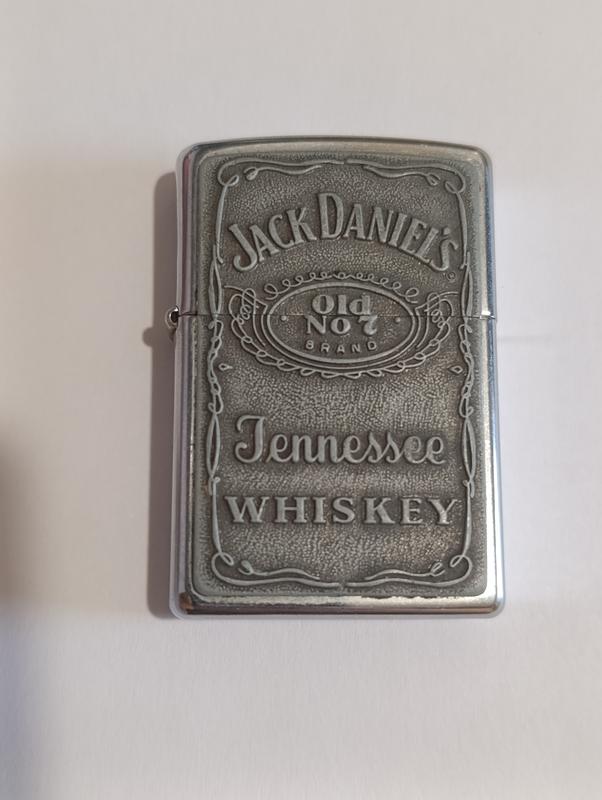 JACK DANIEL'S
Old
No 7
BRAND
Tennessee
WHISKEY